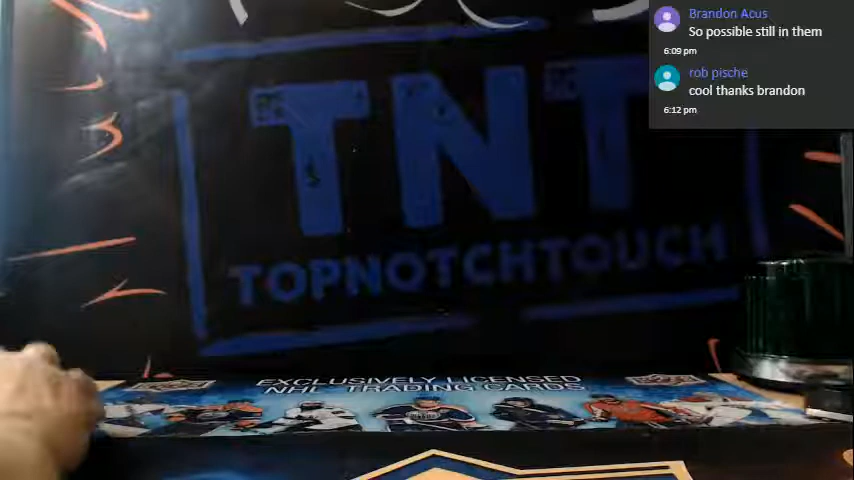 Brandon Acus
So possible still in them
6:09 pm
rob pische
cool thanks brandon
6:12 pm
TNT
TOPNOTCHTOUCH
EXCLUSIVELY LICENSED
NHL TRADING CARDS